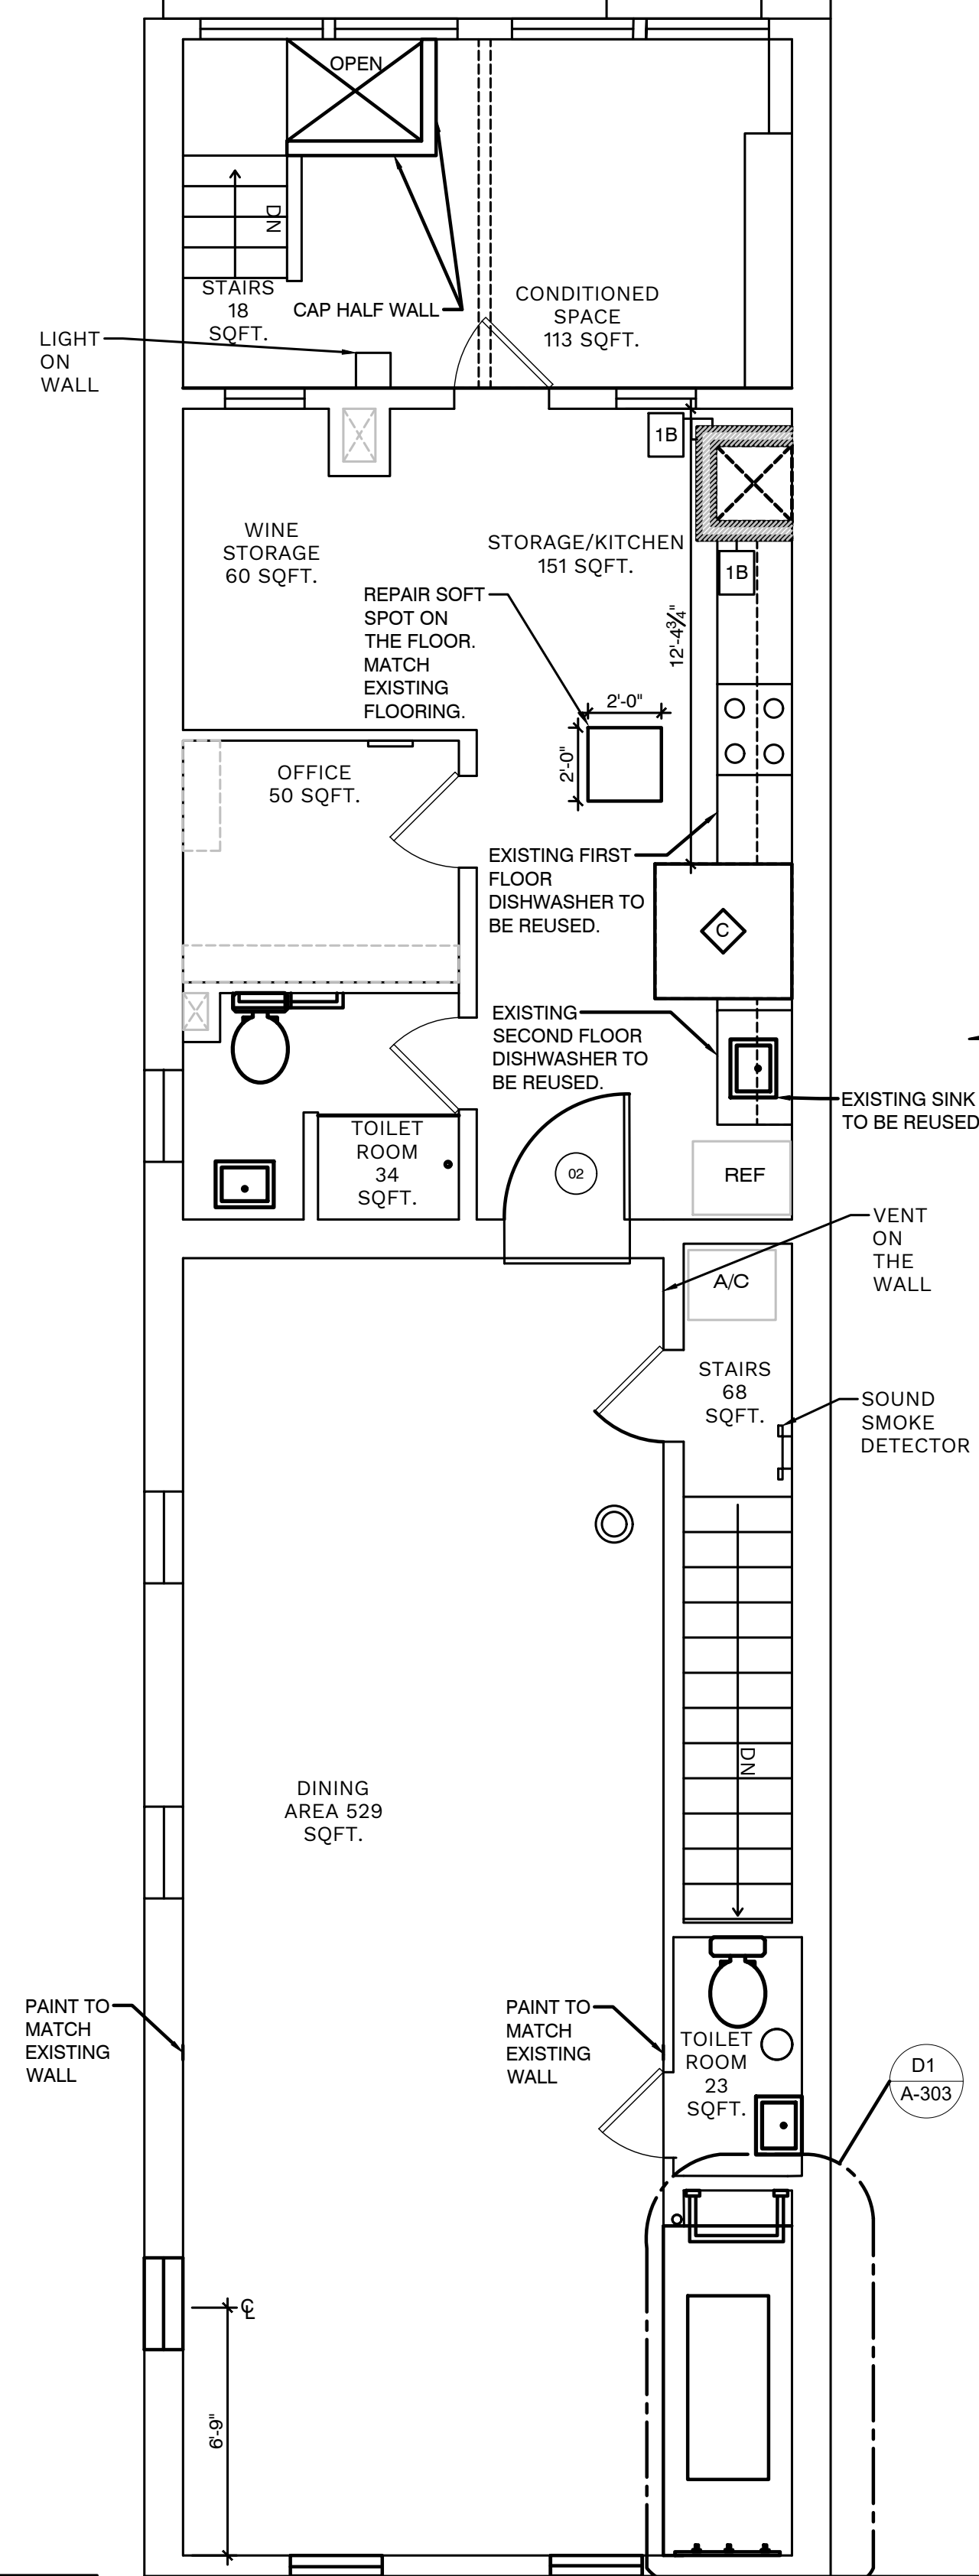 OPEN
DN
STAIRS
18
SQFT.
CAP HALF WALL
CONDITIONED
SPACE
113 SQFT.
LIGHT
ON
WALL
1B
WINE
STORAGE
60 SQFT.
STORAGE/KITCHEN
151 SQFT.
1B
REPAIR SOFT
SPOT ON
THE FLOOR.
MATCH
EXISTING
FLOORING.
12'-4¾"
2'-0"
2'-0"
OFFICE
50 SQFT.
EXISTING FIRST
FLOOR
DISHWASHER TO
BE REUSED.
C
EXISTING
SECOND FLOOR
DISHWASHER TO
BE REUSED.
EXISTING SINK
TO BE REUSED
TOILET
ROOM
34
SQFT.
02
REF
VENT
ON
THE
WALL
A/C
STAIRS
68
SQFT.
SOUND
SMOKE
DETECTOR
DN
DINING
AREA 529
SQFT.
PAINT TO
MATCH
EXISTING
WALL
PAINT TO
MATCH
EXISTING
WALL
TOILET
ROOM
23
SQFT.
D1
A-303
℄
6'-9"